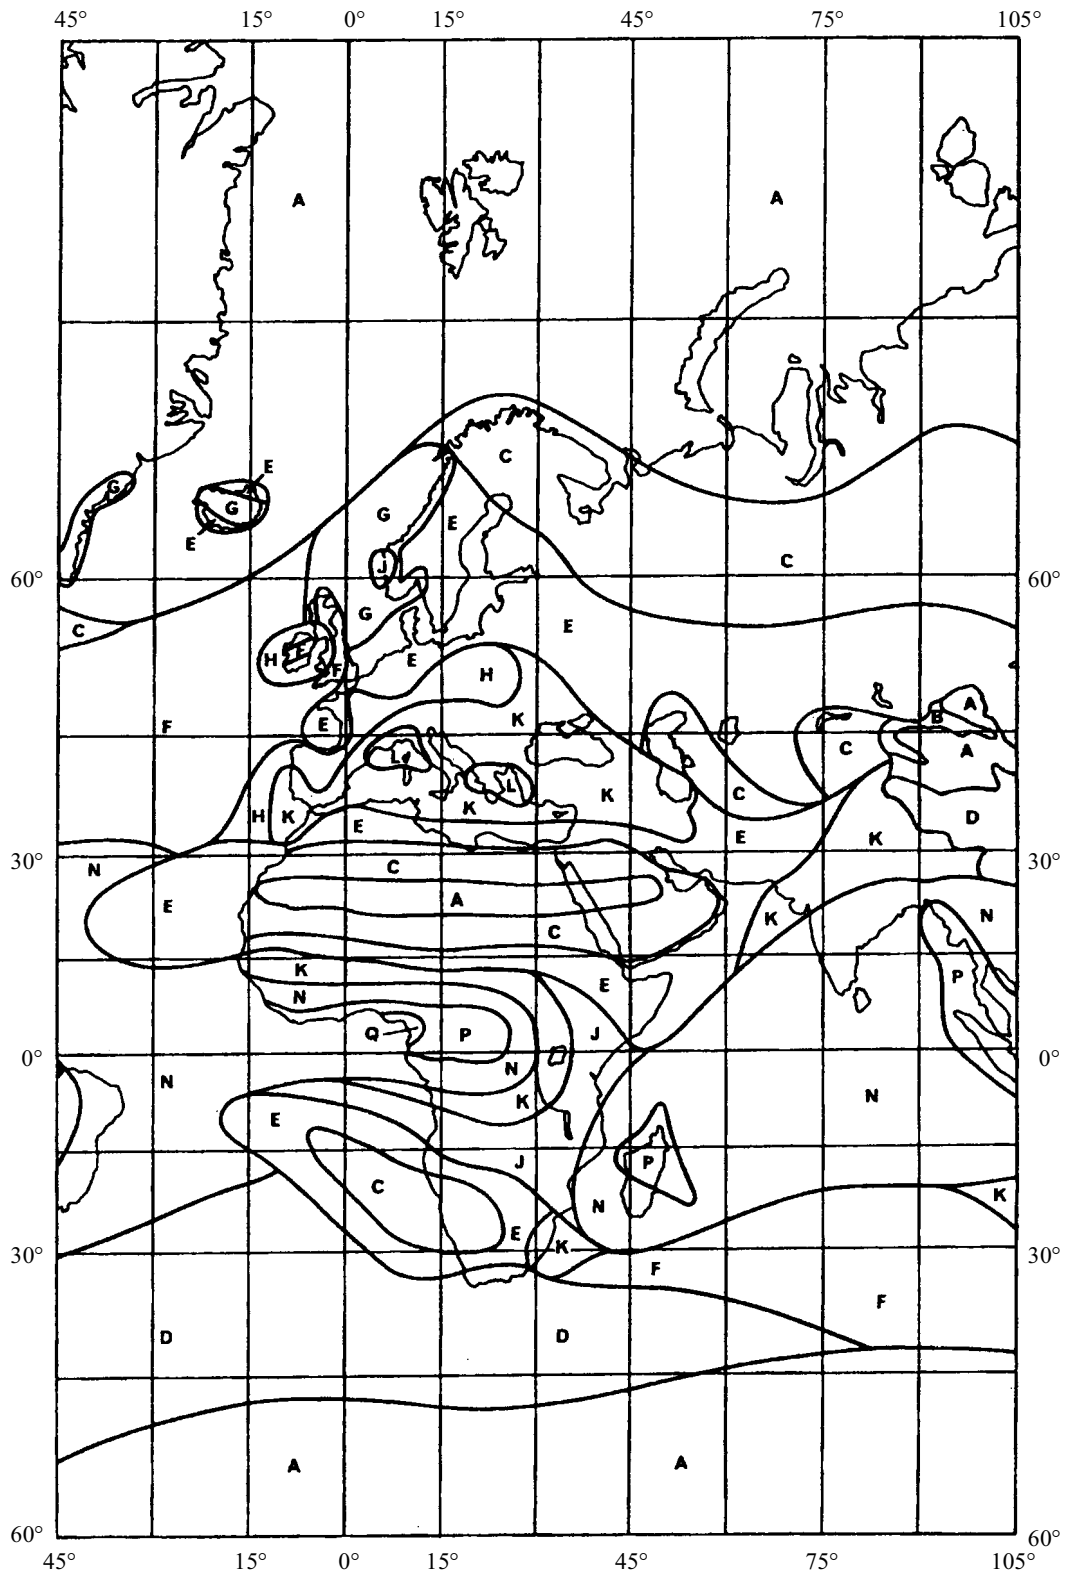 45° 15° 0° 15° 45° 75° 105°
A A
C
E
G G
G E
E
J C
60° 60°
G
C E
H E F E H
F E K A
B
C A
L
L
H K K K C D
E E K
30° 30°
N C
A
E K N
C
K E P
N
Q P J
0° 0°
N N
K N
E
J P
C K
N
E K
30° 30°
F
F
D D
A A
60° 60°
45° 15° 0° 15° 45° 75° 105°